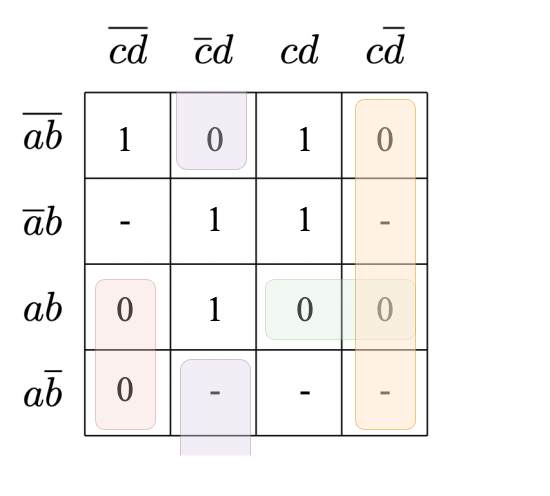 c̅d̅ c̅d cd cd̅
a̅b̅ 1 0 1 0
a̅b - 1 1 -
ab 0 1 0 0
ab̅ 0 - - -